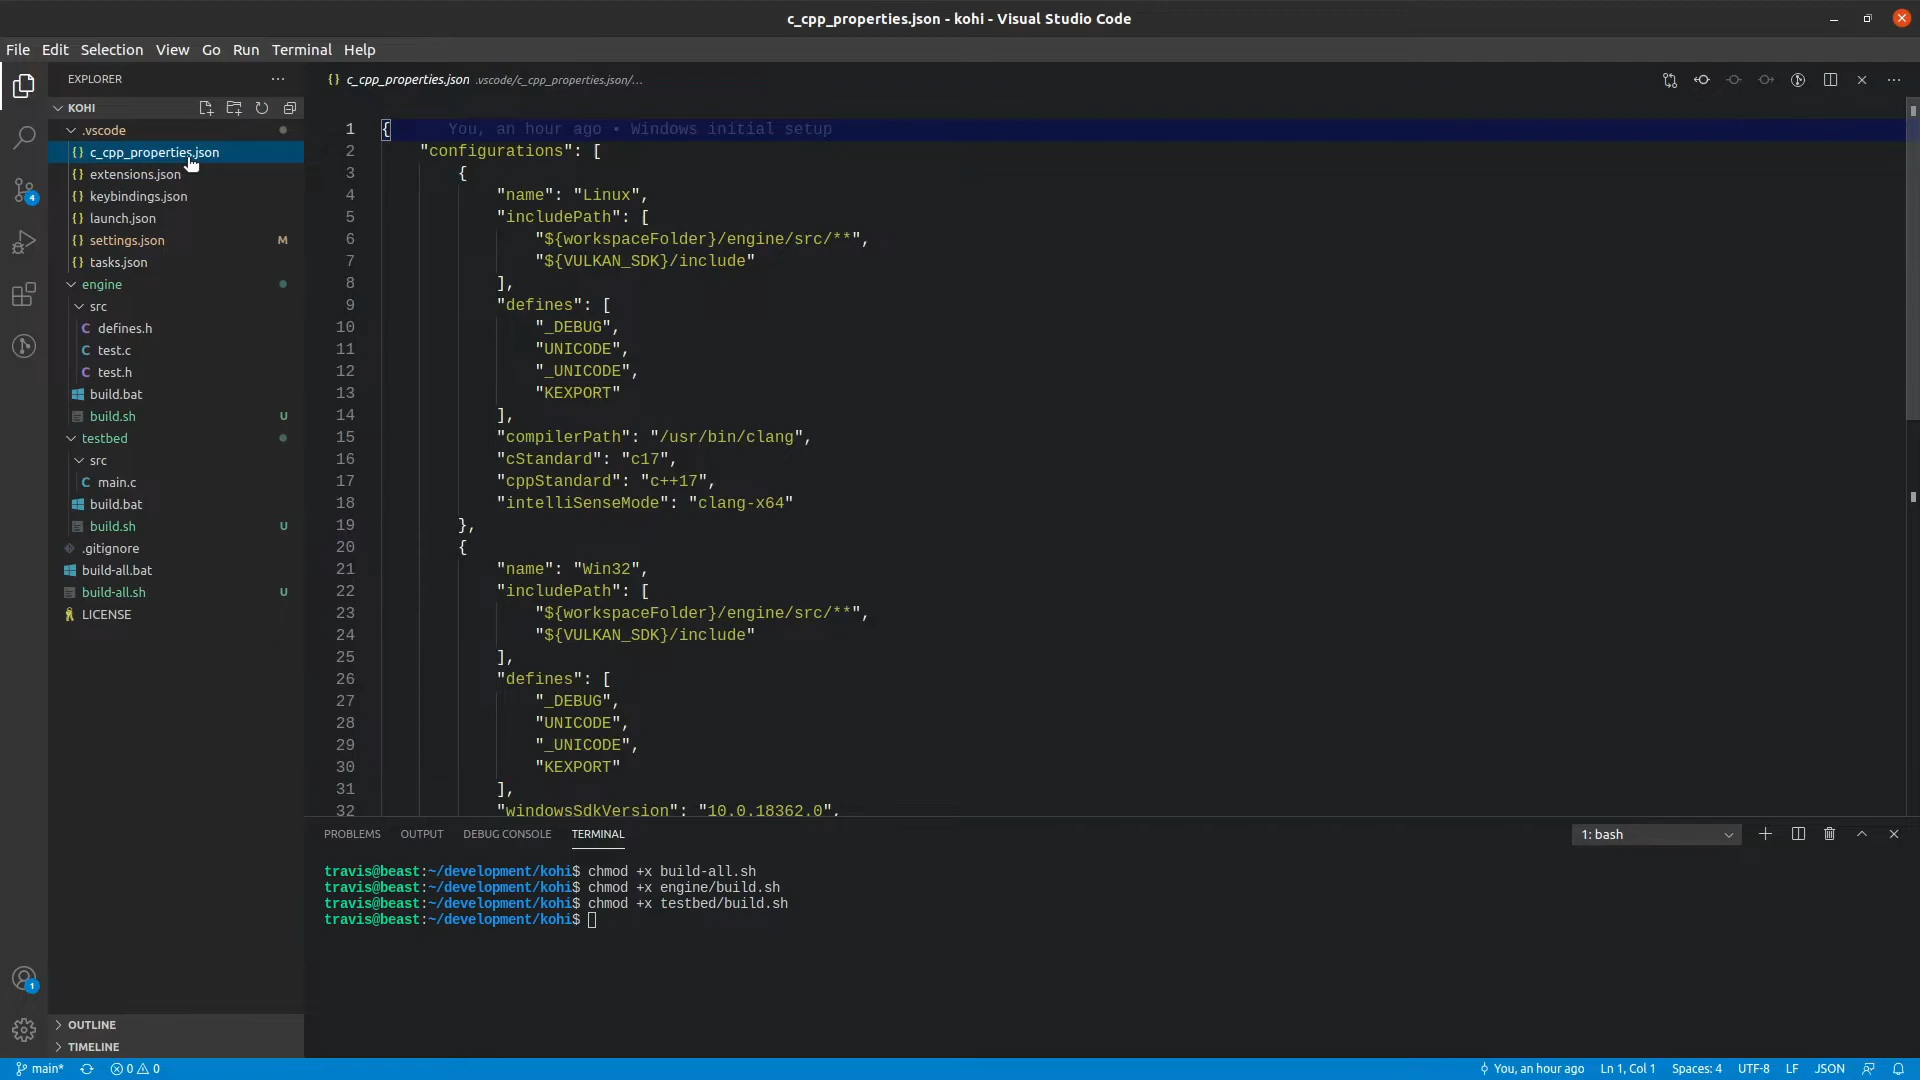 c_cpp_properties.json - kohi - Visual Studio Code
File Edit Selection View Go Run Terminal Help
EXPLORER
KOHI
.vscode
c_cpp_properties.json
extensions.json
keybindings.json
launch.json
settings.json M
tasks.json
engine
src
defines.h
test.c
test.h
build.bat
build.sh U
testbed
src
main.c
build.bat
build.sh U
.gitignore
build-all.bat
build-all.sh U
LICENSE
OUTLINE
TIMELINE
4
1
{} c_cpp_properties.json .vscode/c_cpp_properties.json/...
1 { You, an hour ago • Windows initial setup
2 "configurations": [
3 {
4 "name": "Linux",
5 "includePath": [
6 "${workspaceFolder}/engine/src/**",
7 "${VULKAN_SDK}/include"
8 ],
9 "defines": [
10 "_DEBUG",
11 "UNICODE",
12 "_UNICODE",
13 "KEXPORT"
14 ],
15 "compilerPath": "/usr/bin/clang",
16 "cStandard": "c17",
17 "cppStandard": "c++17",
18 "intelliSenseMode": "clang-x64"
19 },
20 {
21 "name": "Win32",
22 "includePath": [
23 "${workspaceFolder}/engine/src/**",
24 "${VULKAN_SDK}/include"
25 ],
26 "defines": [
27 "_DEBUG",
28 "UNICODE",
29 "_UNICODE",
30 "KEXPORT"
31 ],
32 "windowsSdkVersion": "10.0.18362.0",
PROBLEMS OUTPUT DEBUG CONSOLE TERMINAL 1: bash
travis@beast:~/development/kohi$ chmod +x build-all.sh
travis@beast:~/development/kohi$ chmod +x engine/build.sh
travis@beast:~/development/kohi$ chmod +x testbed/build.sh
travis@beast:~/development/kohi$
main* 0 0 You, an hour ago Ln 1, Col 1 Spaces: 4 UTF-8 LF JSON